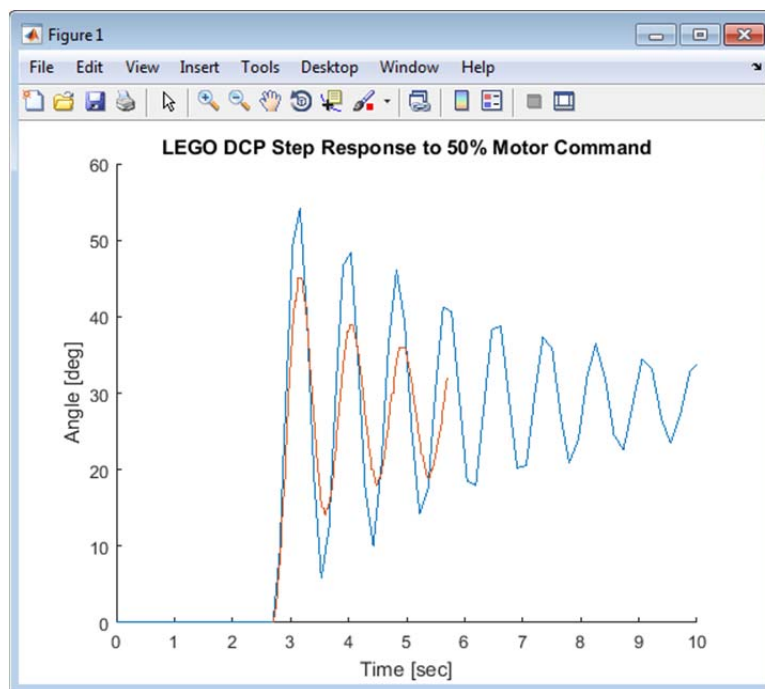 Figure 1
File Edit View Insert Tools Desktop Window Help
LEGO DCP Step Response to 50% Motor Command
60
50
40
30
20
10
0
Angle [deg]
0 1 2 3 4 5 6 7 8 9 10
Time [sec]